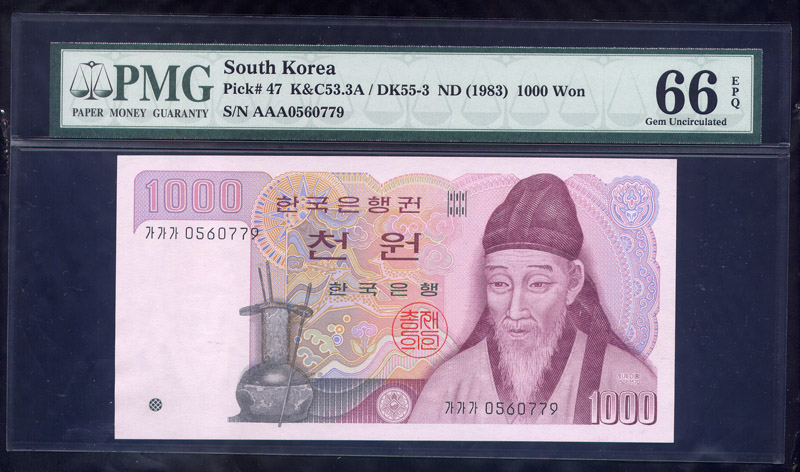 PMG
PAPER MONEY GUARANTY
South Korea
Pick# 47 K&C53.3A / DK55-3 ND (1983) 1000 Won
S/N AAA0560779
66 EPQ
Gem Uncirculated
1000
한국은행권
가가가 0560779
천 원
한국은행
총재의인
가가가 0560779
1000